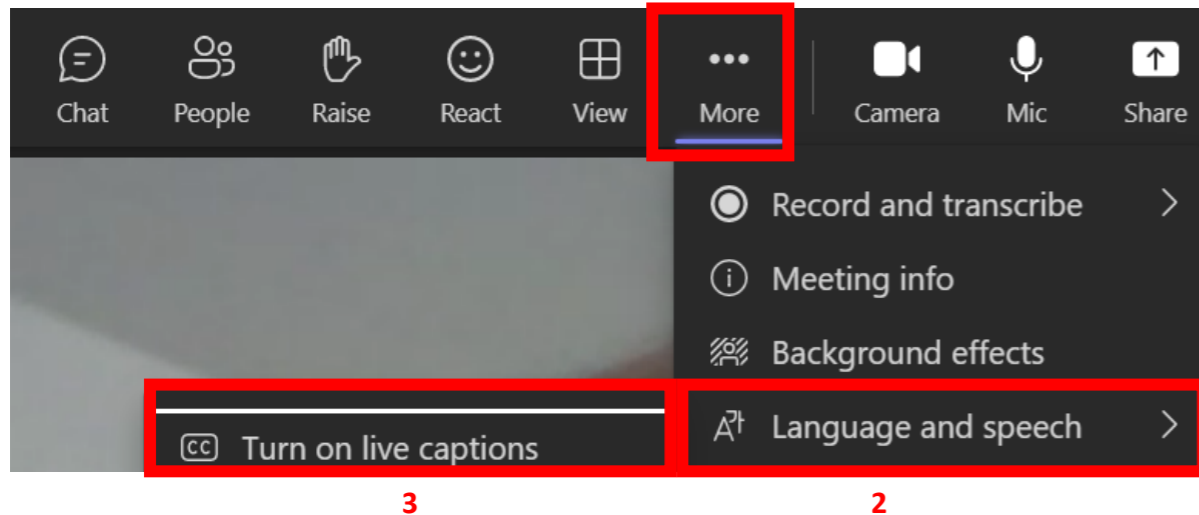 Chat People Raise React View More Camera Mic Share
Record and transcribe
Meeting info
Background effects
Language and speech
CC Turn on live captions
3 2